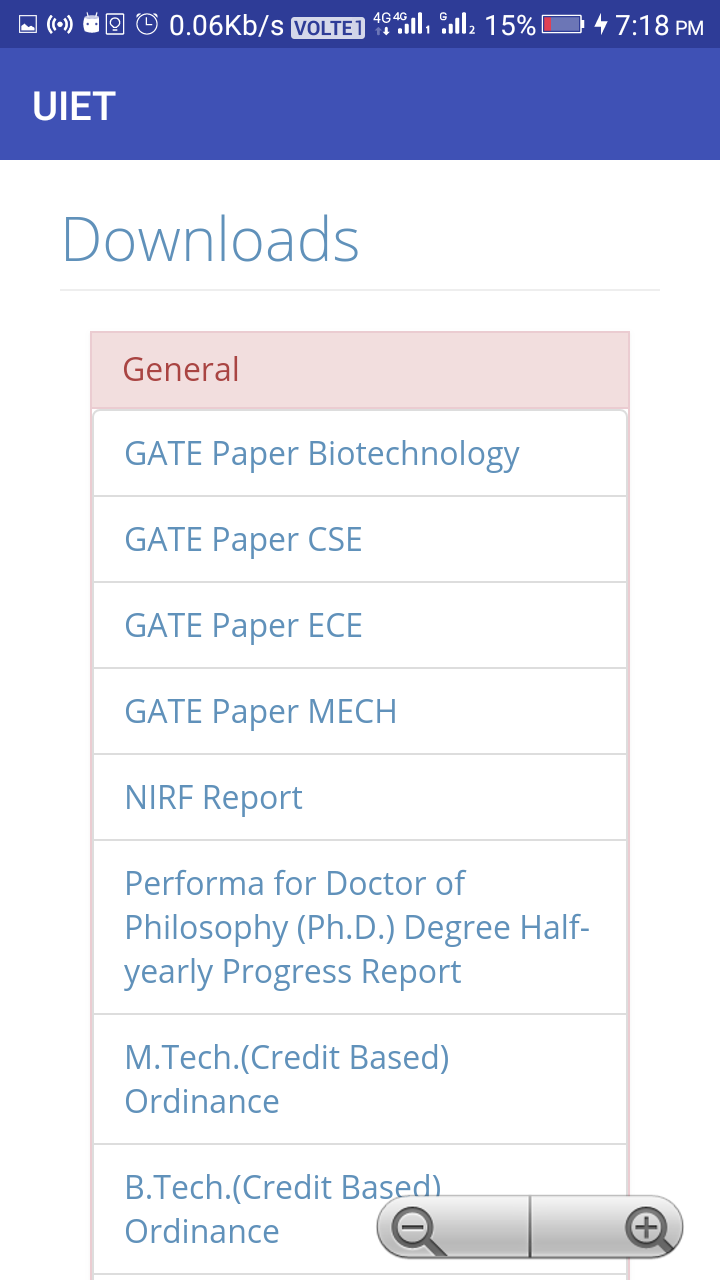 0.06Kb/s VOLTE1 4G 4G 1 G 2 15% 7:18 PM
UIET
Downloads
General
GATE Paper Biotechnology
GATE Paper CSE
GATE Paper ECE
GATE Paper MECH
NIRF Report
Performa for Doctor of
Philosophy (Ph.D.) Degree Half-
yearly Progress Report
M.Tech.(Credit Based)
Ordinance
B.Tech.(Credit Based)
Ordinance